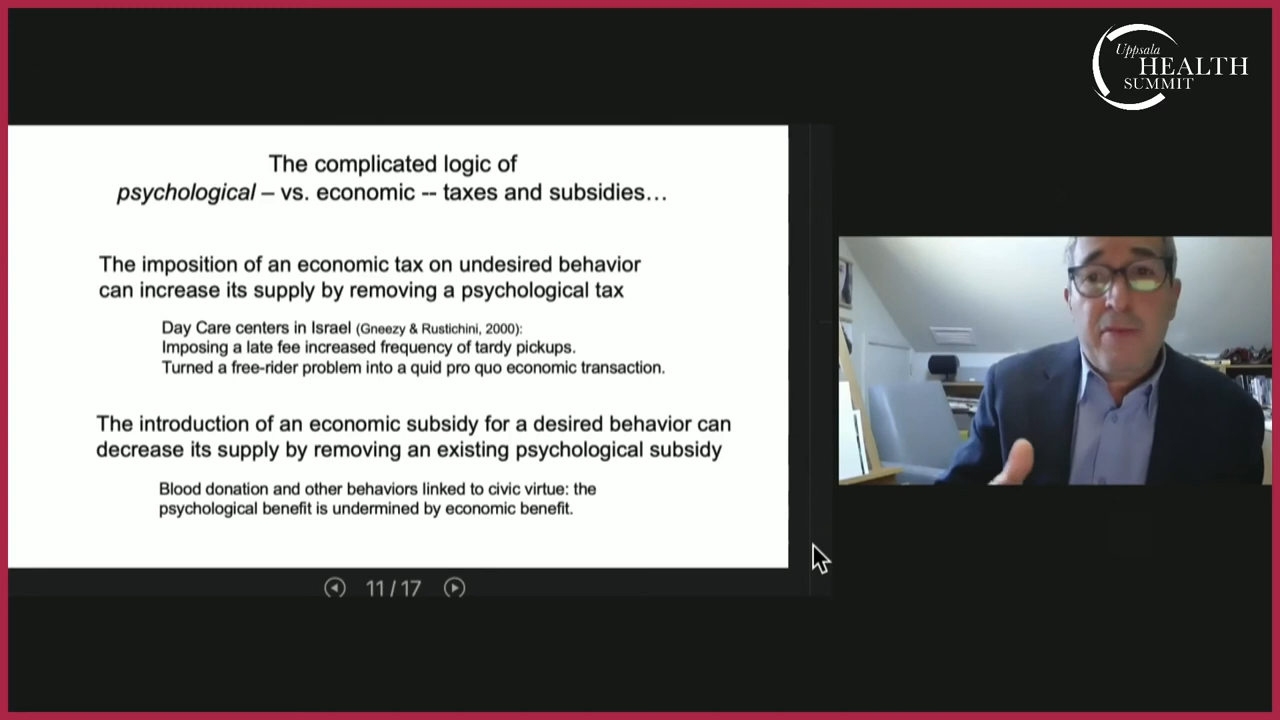 Uppsala
HEALTH
SUMMIT
The complicated logic of
psychological – vs. economic -- taxes and subsidies…
The imposition of an economic tax on undesired behavior
can increase its supply by removing a psychological tax
Day Care centers in Israel (Gneezy & Rustichini, 2000):
Imposing a late fee increased frequency of tardy pickups.
Turned a free-rider problem into a quid pro quo economic transaction.
The introduction of an economic subsidy for a desired behavior can
decrease its supply by removing an existing psychological subsidy
Blood donation and other behaviors linked to civic virtue: the
psychological benefit is undermined by economic benefit.
11 / 17